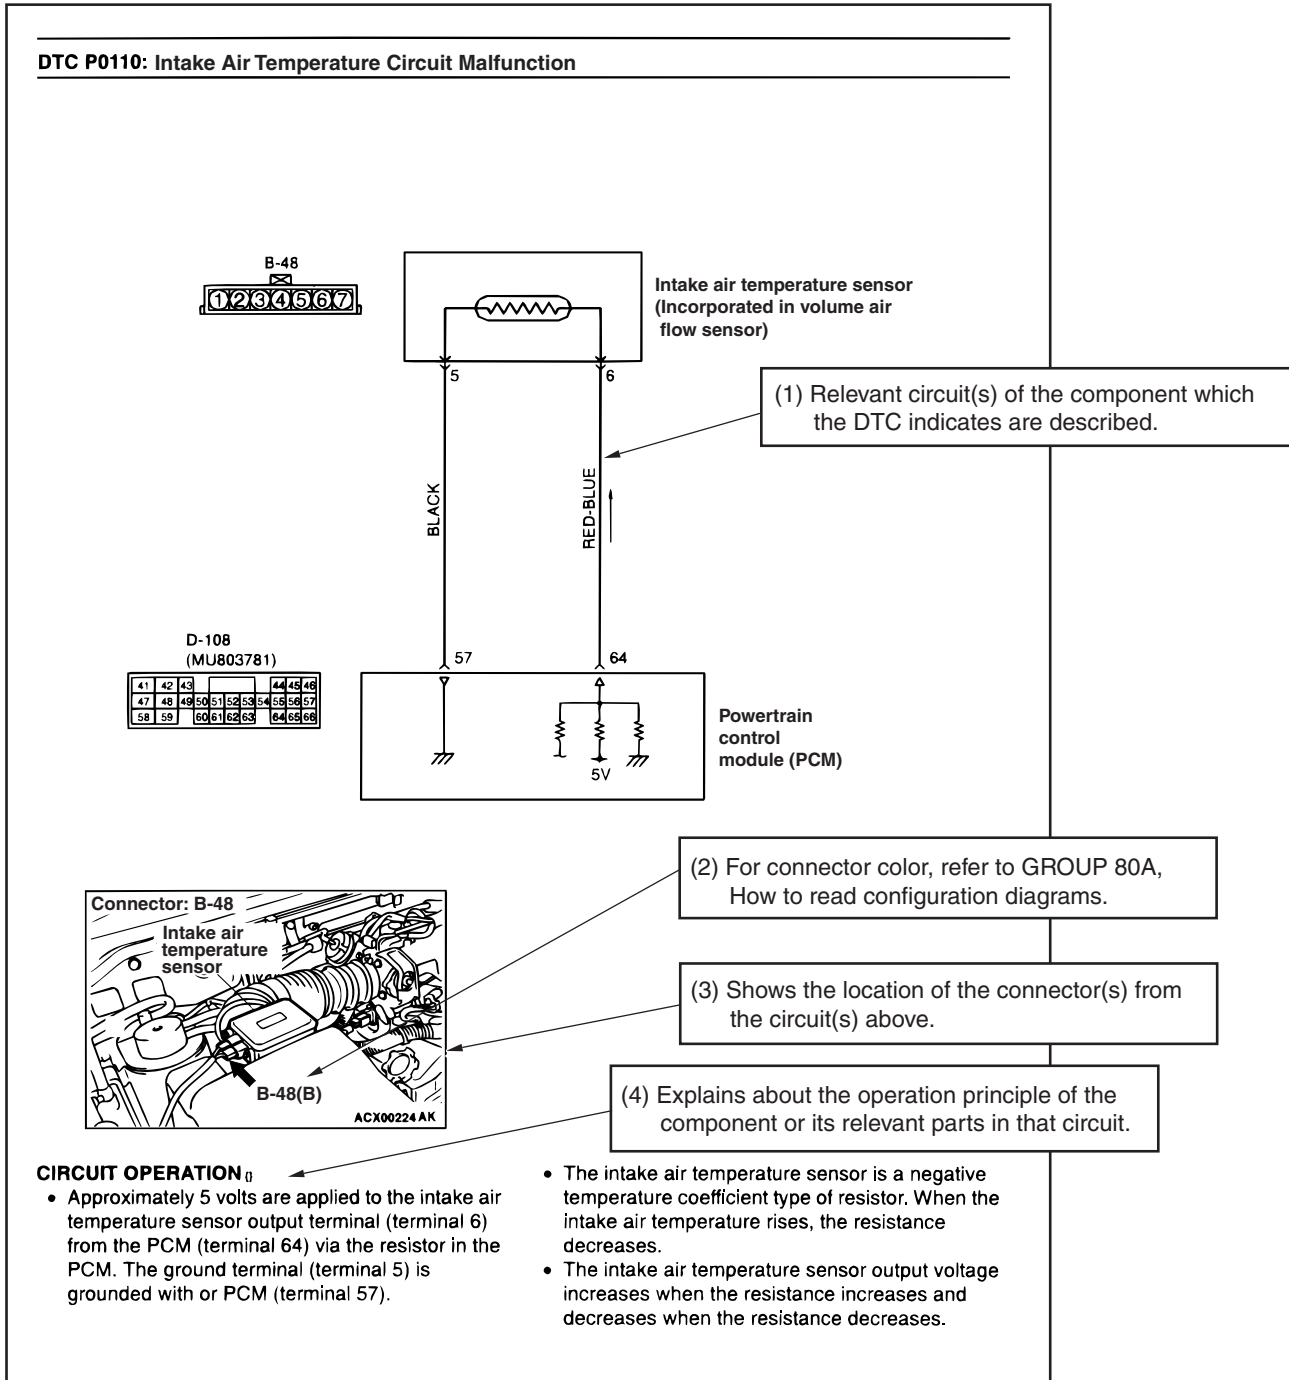 DTC P0110: Intake Air Temperature Circuit Malfunction
B-48
1 2 3 4 5 6 7
Intake air temperature sensor
(Incorporated in volume air
flow sensor)
5
6
(1) Relevant circuit(s) of the component which
the DTC indicates are described.
BLACK
RED-BLUE
D-108
(MU803781)
57
64
41 42 43 44 45 46
47 48 49 50 51 52 53 54 55 56 57
58 59 60 61 62 63 64 65 66
5V
Powertrain
control
module (PCM)
(2) For connector color, refer to GROUP 80A,
How to read configuration diagrams.
Connector: B-48
Intake air
temperature
sensor
B-48(B)
ACX00224AK
(3) Shows the location of the connector(s) from
the circuit(s) above.
(4) Explains about the operation principle of the
component or its relevant parts in that circuit.
CIRCUIT OPERATION
• Approximately 5 volts are applied to the intake air
temperature sensor output terminal (terminal 6)
from the PCM (terminal 64) via the resistor in the
PCM. The ground terminal (terminal 5) is
grounded with or PCM (terminal 57).
• The intake air temperature sensor is a negative
temperature coefficient type of resistor. When the
intake air temperature rises, the resistance
decreases.
• The intake air temperature sensor output voltage
increases when the resistance increases and
decreases when the resistance decreases.